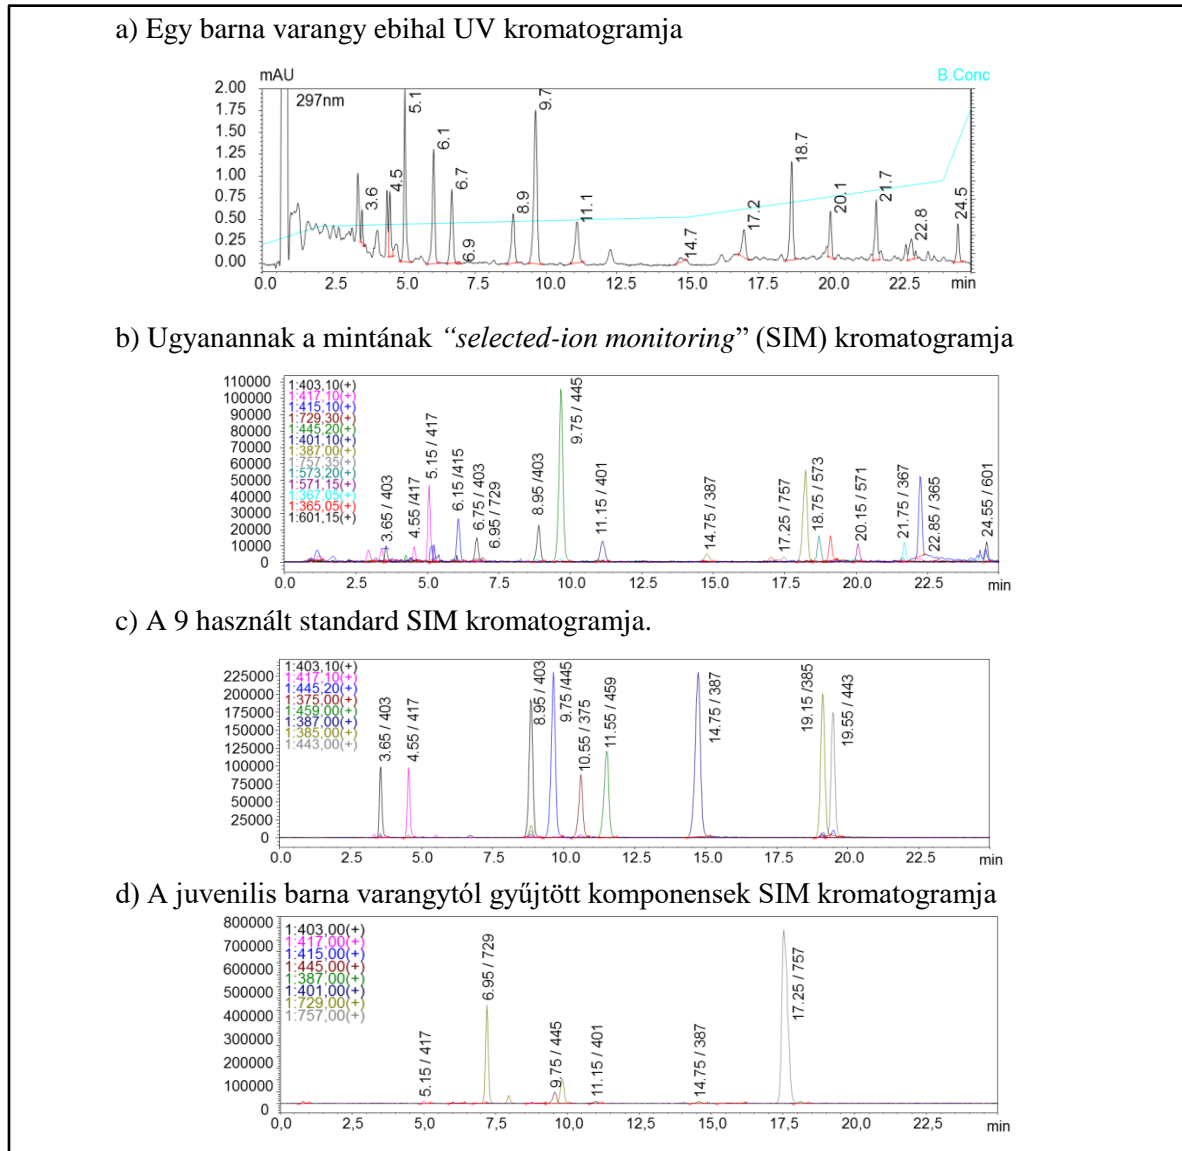 a) Egy barna varangy ebihal UV kromatogramja
mAU
B.Conc
297nm
2.00
1.75
1.50
1.25
1.00
0.75
0.50
0.25
0.00
3.6
4.5
5.1
6.1
6.7
6.9
8.9
9.7
11.1
14.7
17.2
18.7
20.1
21.7
22.8
24.5
0.0 2.5 5.0 7.5 10.0 12.5 15.0 17.5 20.0 22.5 min
b) Ugyanannak a mintának “selected-ion monitoring” (SIM) kromatogramja
110000
100000
90000
80000
70000
60000
50000
40000
30000
20000
10000
0
1:403,10(+)
1:417,10(+)
1:415,10(+)
1:729,30(+)
1:445,20(+)
1:401,10(+)
1:387,00(+)
1:757,35(+)
1:573,20(+)
1:571,15(+)
1:367,05(+)
1:365,05(+)
1:601,15(+)
3.65 / 403
4.55 /417
5.15 / 417
6.15 /415
6.75 / 403
6.95 / 729
8.95 /403
9.75 / 445
11.15 / 401
14.75 / 387
17.25 / 757
18.75 / 573
20.15 / 571
21.75 / 367
22.85 / 365
24.55 / 601
0.0 2.5 5.0 7.5 10.0 12.5 15.0 17.5 20.0 22.5 min
c) A 9 használt standard SIM kromatogramja.
225000
200000
175000
150000
125000
100000
75000
50000
25000
0
1:403,10(+)
1:417,10(+)
1:445,20(+)
1:375,00(+)
1:459,00(+)
1:387,00(+)
1:385,00(+)
1:443,00(+)
3.65 / 403
4.55 / 417
8.95 / 403
9.75 /445
10.55 / 375
11.55 / 459
14.75 / 387
19.15 /385
19.55 / 443
0.0 2.5 5.0 7.5 10.0 12.5 15.0 17.5 20.0 22.5 min
d) A juvenilis barna varangytól gyűjtött komponensek SIM kromatogramja
800000
700000
600000
500000
400000
300000
200000
100000
0
1:403,00(+)
1:417,00(+)
1:415,00(+)
1:445,00(+)
1:387,00(+)
1:401,00(+)
1:729,00(+)
1:757,00(+)
5.15 / 417
6.95 / 729
9.75 / 445
11.15 / 401
14.75 / 387
17.25 / 757
0,0 2,5 5,0 7,5 10,0 12,5 15,0 17,5 20,0 22,5 min